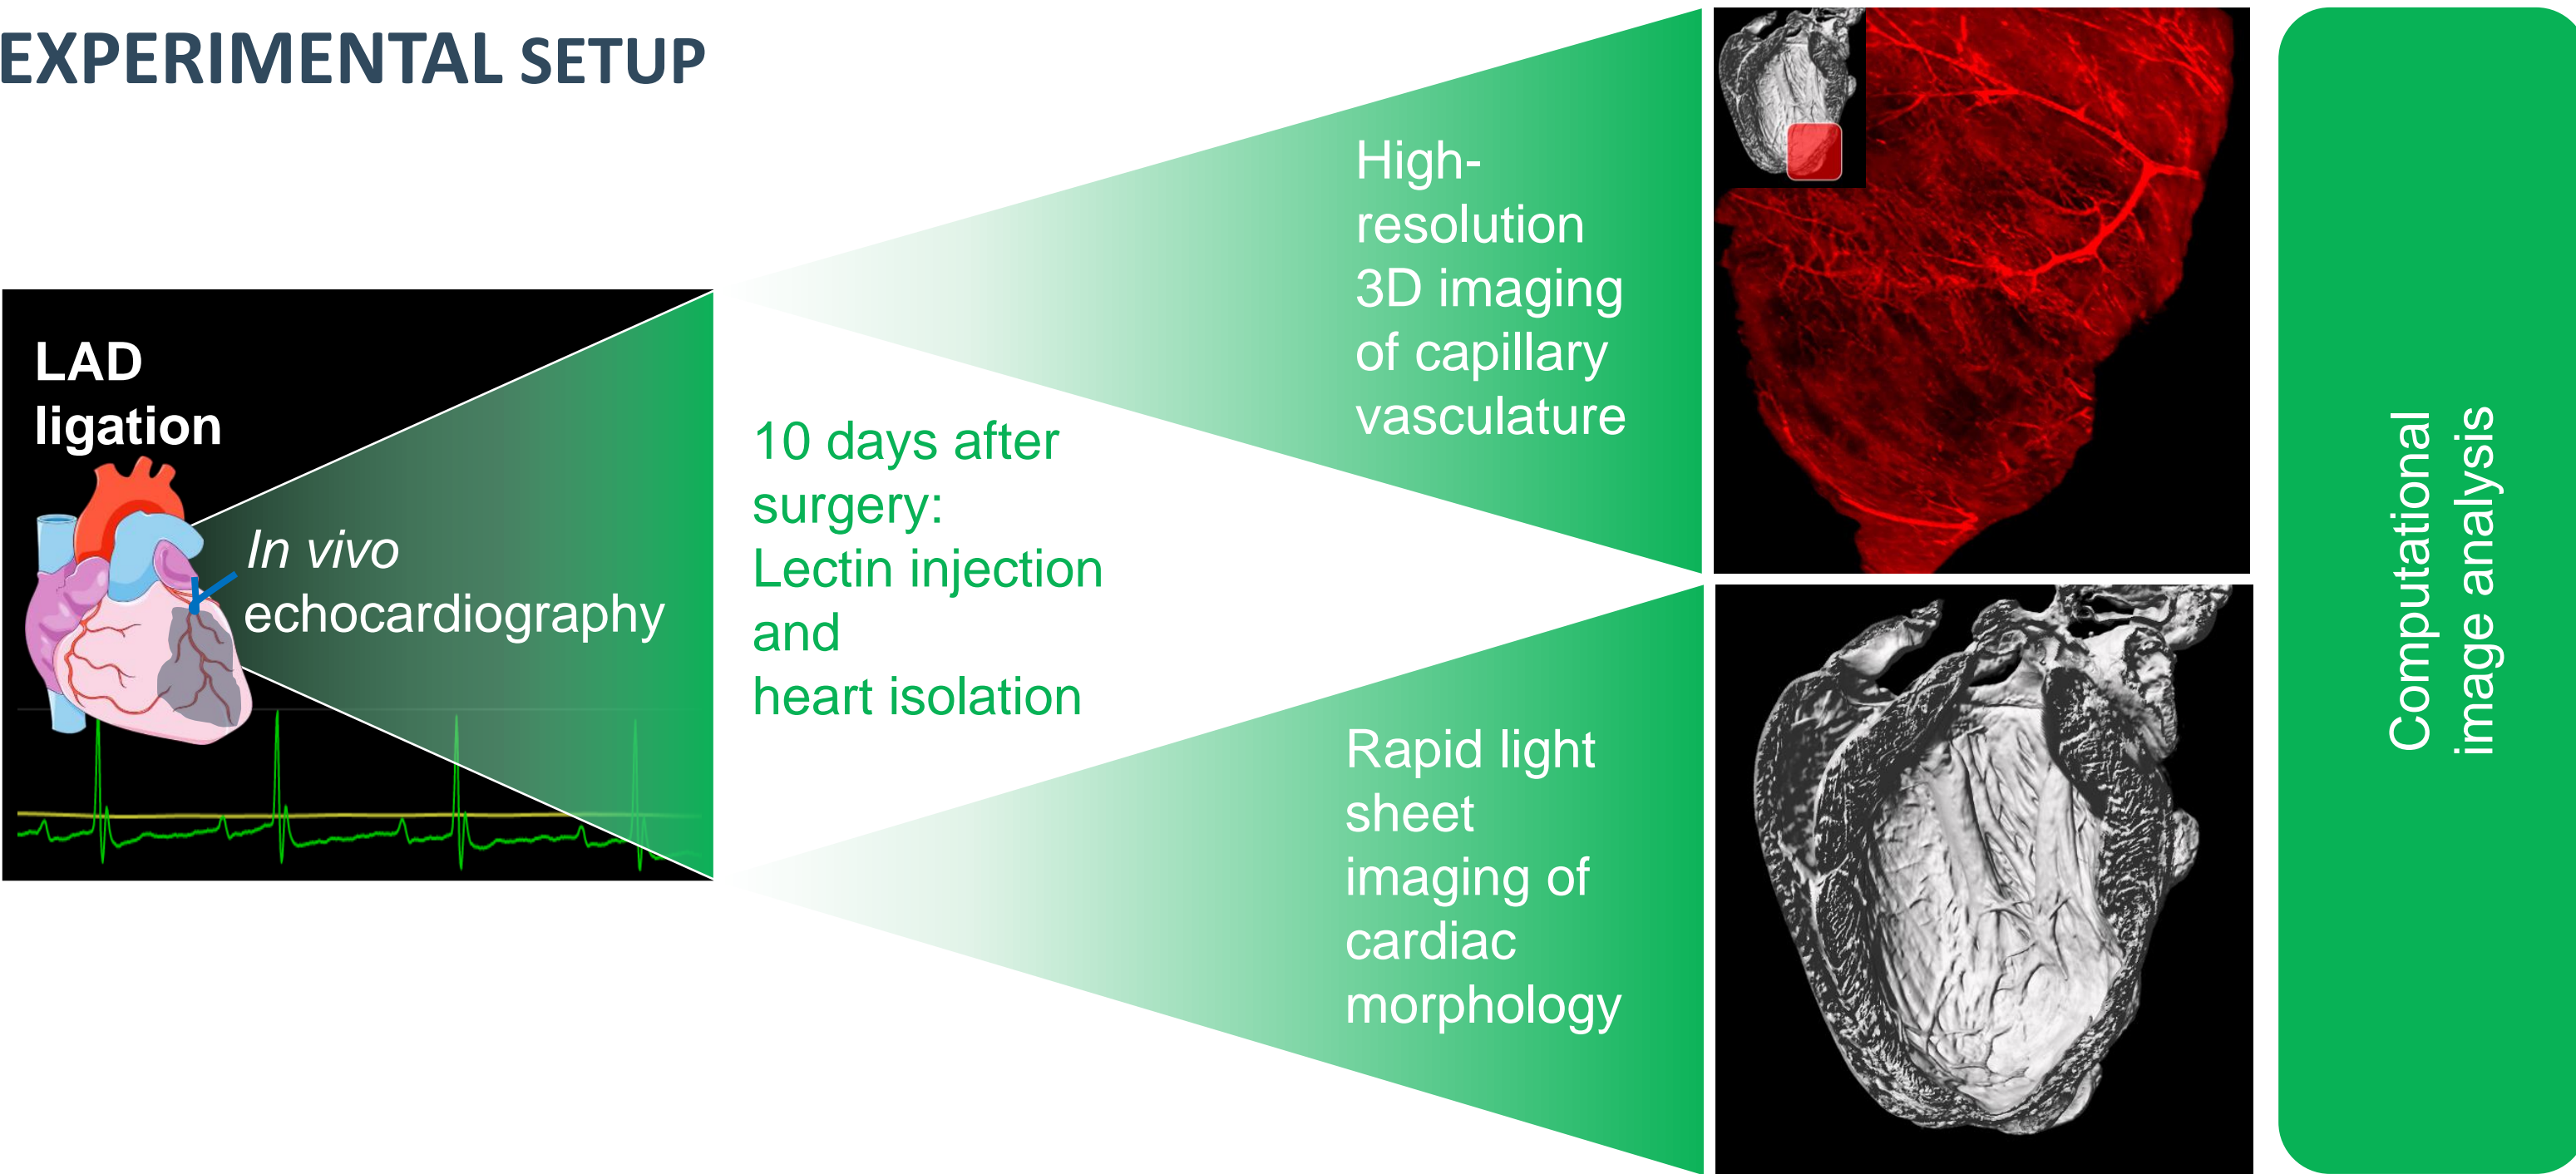 EXPERIMENTAL SETUP
LAD
ligation
In vivo
echocardiography
10 days after
surgery:
Lectin injection
and
heart isolation
High-
resolution
3D imaging
of capillary
vasculature
Rapid light
sheet
imaging of
cardiac
morphology
Computational
image analysis